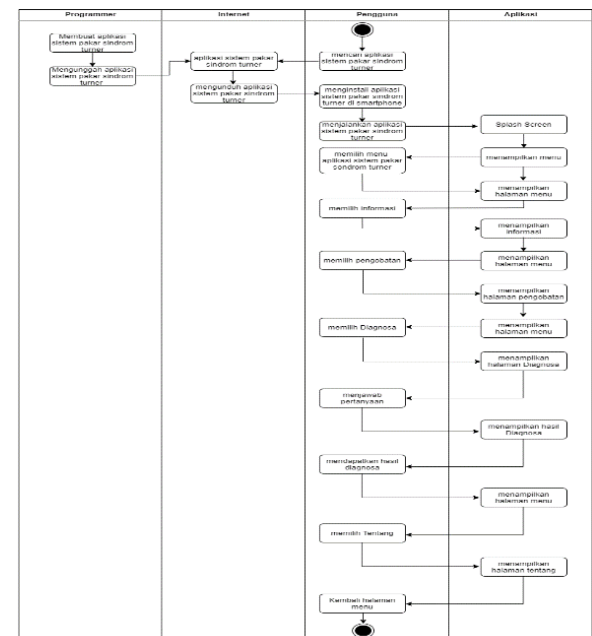 Programmer
Internet
Pengguna
Aplikasi
Membuat aplikasi
sistem pakar sindrom
turner
Mengunggah aplikasi
sistem pakar sindrom
turner
aplikasi sistem pakar
sindrom turner
mencari aplikasi
sistem pakar sindrom
turner
mengunduh aplikasi
sistem pakar sindrom
turner
menginstall aplikasi
sistem pakar sindrom
turner di smartphone
menjalankan aplikasi
sistem pakar sindrom
turner
Splash Screen
memilih menu
aplikasi sistem pakar
sondrom turner
menampilkan menu
menampilkan
halaman menu
memilih informasi
menampilkan
informasi
memilih pengobatan
menampilkan
halaman menu
menampilkan
halaman pengobatan
memilih Diagnosa
menampilkan
halaman menu
menampilkan
halaman Diagnosa
menjawab
pertanyaan
menampilkan hasil
Diagnosa
mendapatkan hasil
diagnosa
menampilkan
halaman menu
memilih Tentang
menampilkan
halaman tentang
Kembali halaman
menu